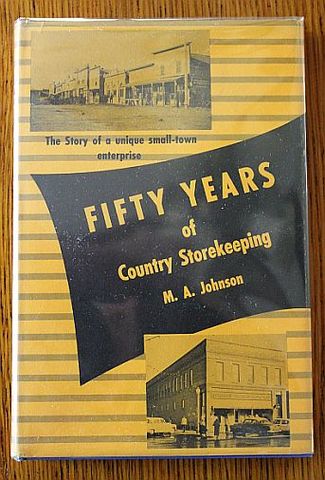 The Story of a unique small-town
enterprise
FIFTY YEARS
of
Country Storekeeping
M. A. Johnson